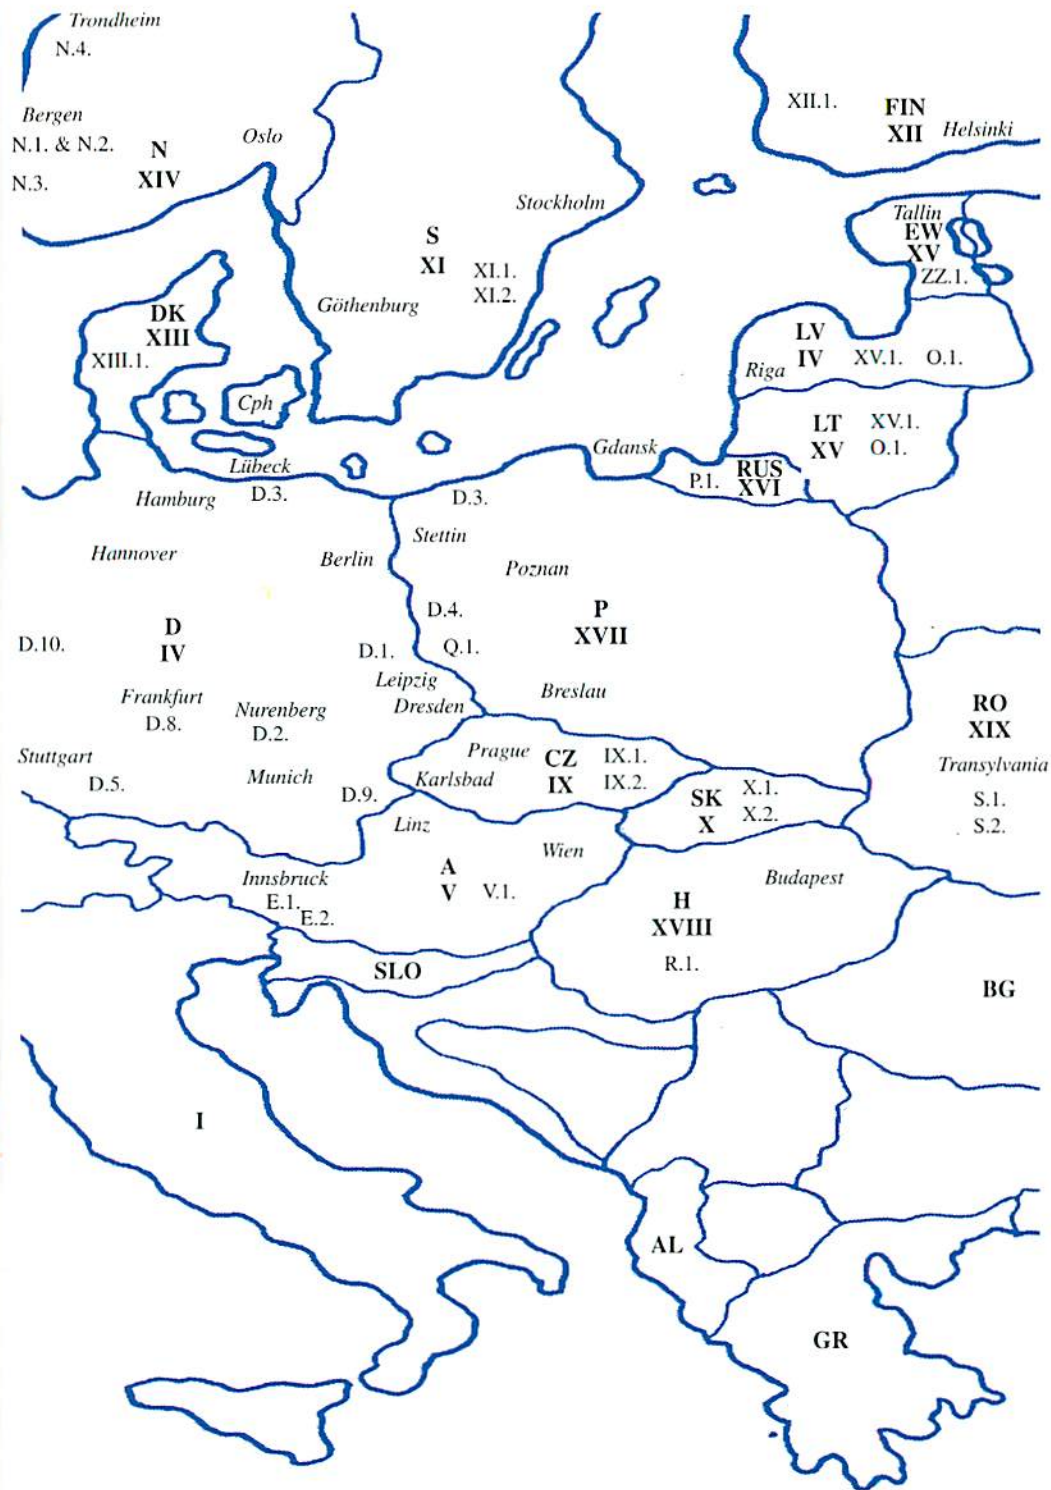 Trondheim
N.4.
Bergen
N.1. & N.2.
N.3.
N
XIV
Oslo
XII.1.
FIN
XII
Helsinki
Stockholm
S
XI
XI.1.
XI.2.
Göthenburg
Tallin
EW
XV
ZZ.1.
DK
XIII
XIII.1.
Cph
LV
IV
XV.1.
O.1.
Riga
LT
XV
XV.1.
O.1.
Gdansk
P.1.
RUS
XVI
Lübeck
D.3.
Hamburg
D.3.
Hannover
Berlin
Stettin
Poznan
D.4.
P
XVII
D
IV
D.10.
D.1.
Q.1.
Leipzig
Dresden
Breslau
Frankfurt
D.8.
Nurenberg
D.2.
RO
XIX
Transylvania
S.1.
S.2.
Stuttgart
D.5.
Munich
D.9.
Prague
Karlsbad
CZ
IX
IX.1.
IX.2.
SK
X
X.1.
X.2.
Linz
Wien
A
V
V.1.
Innsbruck
E.1.
E.2.
Budapest
H
XVIII
R.1.
SLO
BG
I
AL
GR